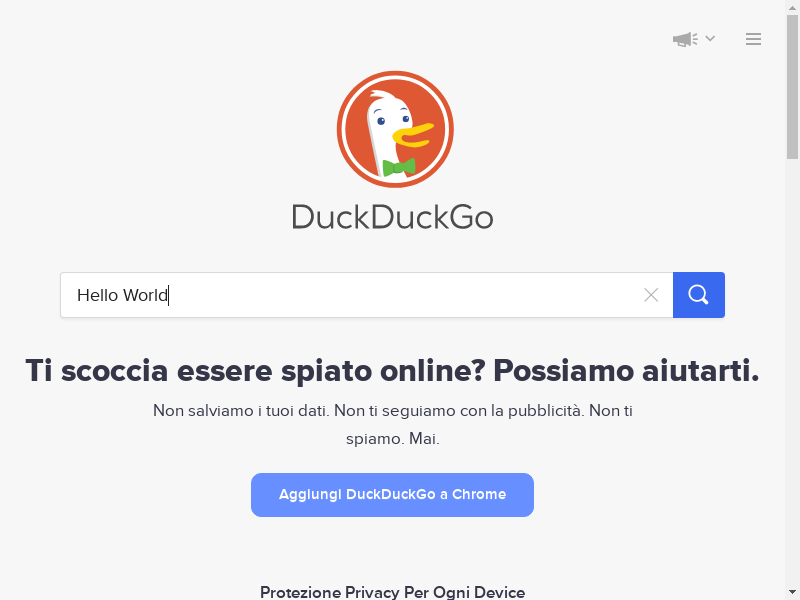 DuckDuckGo
Hello World
Ti scoccia essere spiato online? Possiamo aiutarti.
Non salviamo i tuoi dati. Non ti seguiamo con la pubblicità. Non ti
spiamo. Mai.
Aggiungi DuckDuckGo a Chrome
Protezione Privacy Per Ogni Device